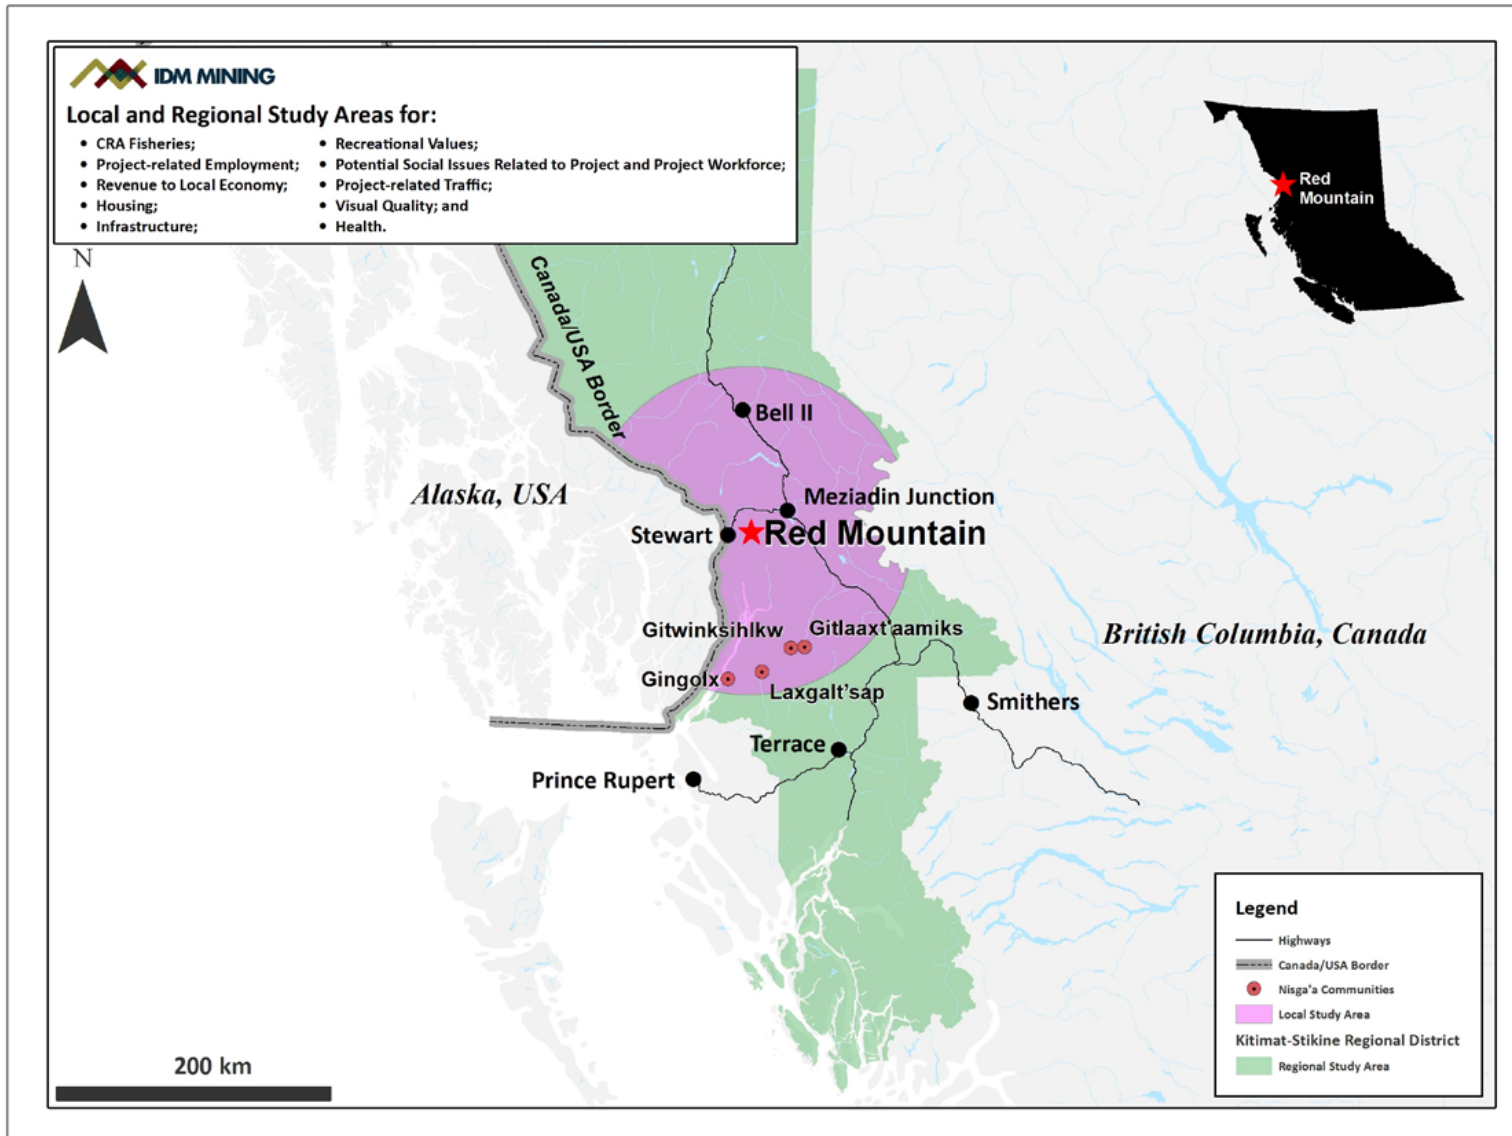 IDM MINING
Local and Regional Study Areas for:
• CRA Fisheries;
• Project-related Employment;
• Revenue to Local Economy;
• Housing;
• Infrastructure;
• Recreational Values;
• Potential Social Issues Related to Project and Project Workforce;
• Project-related Traffic;
• Visual Quality; and
• Health.
N
Red
Mountain
Canada/USA Border
Bell II
Alaska, USA
Meziadin Junction
Stewart
Red Mountain
Gitwinksihlkw
Gitlaaxt'aamiks
British Columbia, Canada
Gingolx
Laxgalt'sap
Smithers
Terrace
Prince Rupert
200 km
Legend
Highways
Canada/USA Border
Nisga'a Communities
Local Study Area
Kitimat-Stikine Regional District
Regional Study Area